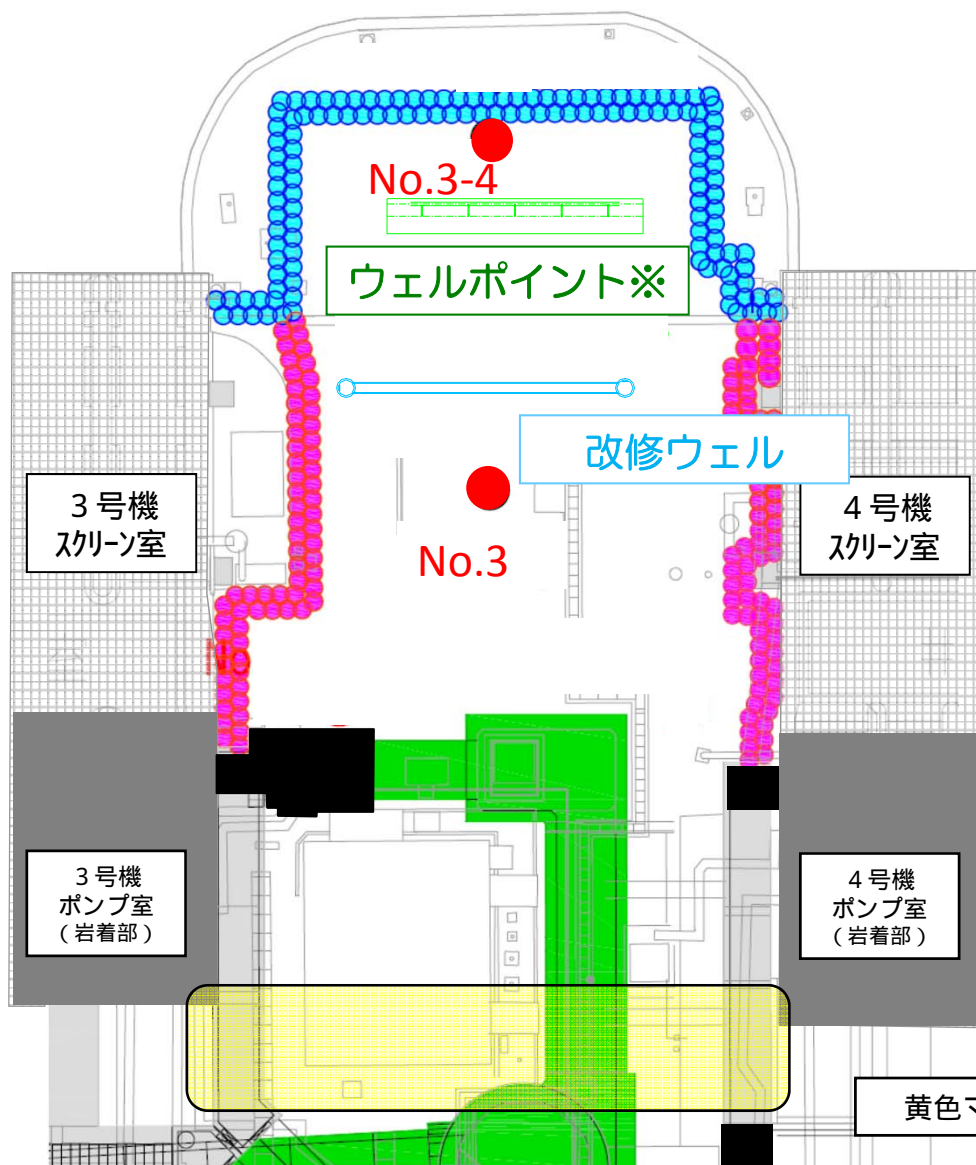 No.3-4
ウェルポイント※
改修ウェル
３号機
スクリーン室
４号機
スクリーン室
No.3
３号機
ポンプ室
（岩着部）
４号機
ポンプ室
（岩着部）
黄色